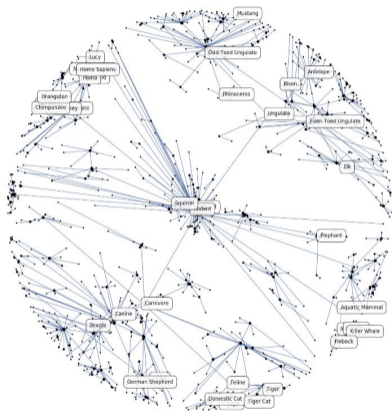 Mustang
Odd-Toed Ungulate
Lucy
Homo Sapiens
Antelope
Bison
Orangutan
Rhinoceros
Chimpanzee
Ungulate
Even-Toed Ungulate
Elk
Squirrel
Elephant
Carnivore
Aquatic Mammal
Canine
Beagle
Killer Whale
Finback
German Shepherd
Feline
Tiger
Domestic Cat
Tiger Cat